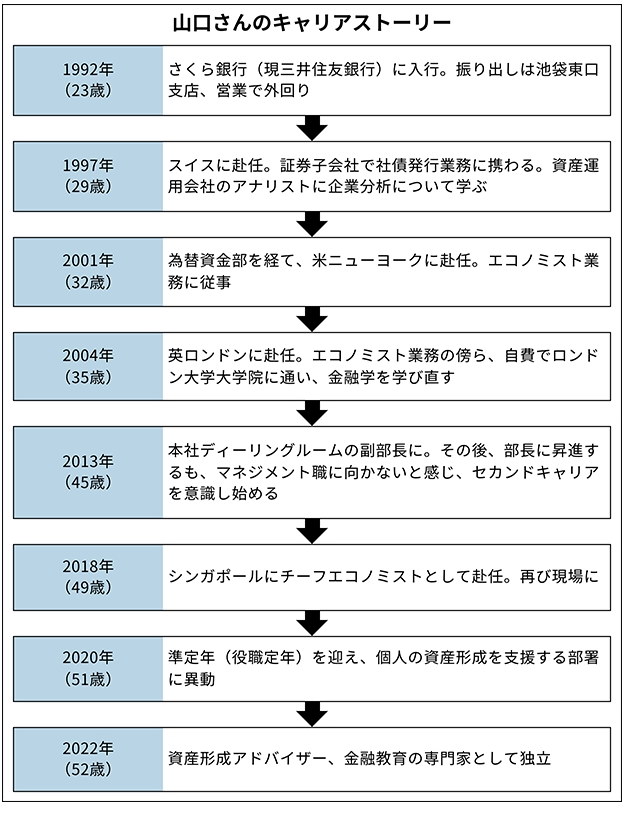 山口さんのキャリアストーリー
1992年
（23歳）
さくら銀行（現三井住友銀行）に入行。振り出しは池袋東口
支店、営業で外回り
1997年
（29歳）
スイスに赴任。証券子会社で社債発行業務に携わる。資産運
用会社のアナリストに企業分析について学ぶ
2001年
（32歳）
為替資金部を経て、米ニューヨークに赴任。エコノミスト業
務に従事
2004年
（35歳）
英ロンドンに赴任。エコノミスト業務の傍ら、自費でロンド
ン大学大学院に通い、金融学を学び直す
2013年
（45歳）
本社ディーリングルームの副部長に。その後、部長に昇進す
るも、マネジメント職に向かないと感じ、セカンドキャリア
を意識し始める
2018年
（49歳）
シンガポールにチーフエコノミストとして赴任。再び現場に
2020年
（51歳）
準定年（役職定年）を迎え、個人の資産形成を支援する部署
に異動
2022年
（52歳）
資産形成アドバイザー、金融教育の専門家として独立